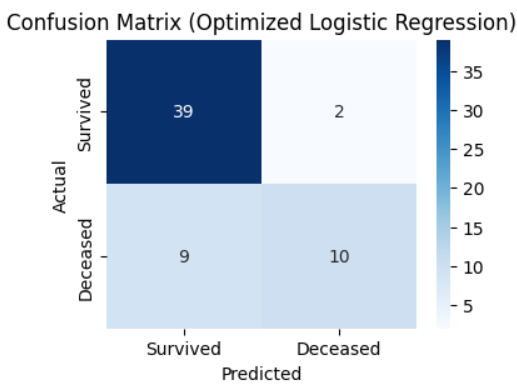 Confusion Matrix (Optimized Logistic Regression)
Actual
Survived
39
2
Deceased
9
10
Survived
Deceased
Predicted
35
30
25
20
15
10
5